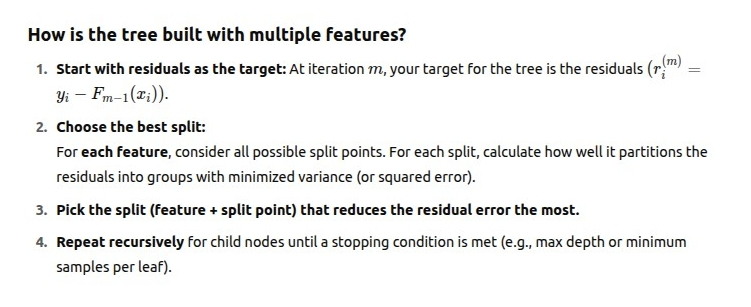 How is the tree built with multiple features?
1. Start with residuals as the target: At iteration m, your target for the tree is the residuals (r_i^{(m)} =
y_i − F_{m−1}(x_i)).
2. Choose the best split:
For each feature, consider all possible split points. For each split, calculate how well it partitions the
residuals into groups with minimized variance (or squared error).
3. Pick the split (feature + split point) that reduces the residual error the most.
4. Repeat recursively for child nodes until a stopping condition is met (e.g., max depth or minimum
samples per leaf).